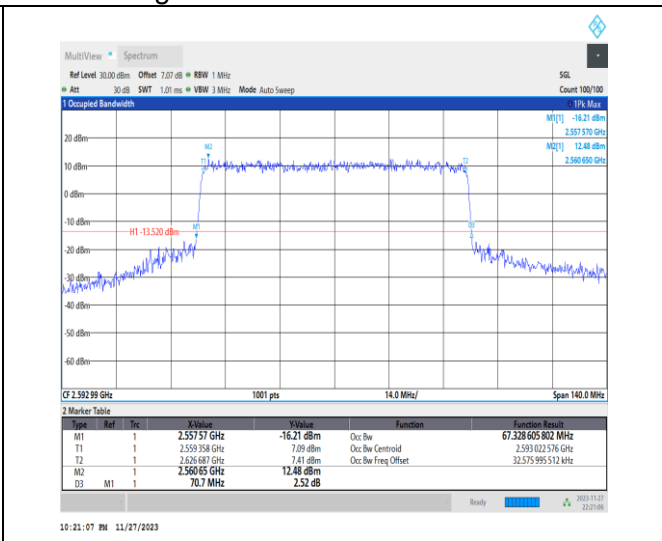 MultiView Spectrum
Ref Level 30.00 dBm Offset 7.07 dB RBW 1 MHz SGL
Att 30 dB SWT 1.01 ms VBW 3 MHz Mode Auto Sweep Count 100/100
1 Occupied Bandwidth 1Pk Max
M1[1] -16.21 dBm
2.557 570 GHz
M2[1] 12.48 dBm
2.560 650 GHz
20 dBm
M2
T1
T2
10 dBm
0 dBm
-10 dBm
H1 -13.520 dBm
M1
D3
-20 dBm
-30 dBm
-40 dBm
-50 dBm
-60 dBm
CF 2.592 99 GHz 1001 pts 14.0 MHz/ Span 140.0 MHz
2 Marker Table
Type Ref Trc X-Value Y-Value Function Function Result
M1 1 2.557 57 GHz -16.21 dBm Occ Bw 67.328 605 802 MHz
T1 1 2.559 358 GHz 7.09 dBm Occ Bw Centroid 2.593 022 576 GHz
T2 1 2.626 687 GHz 7.41 dBm Occ Bw Freq Offset 32.575 995 512 kHz
M2 1 2.560 65 GHz 12.48 dBm
D3 M1 1 70.7 MHz 2.52 dB
Ready 2023-11-27
22:21:06
10:21:07 PM 11/27/2023